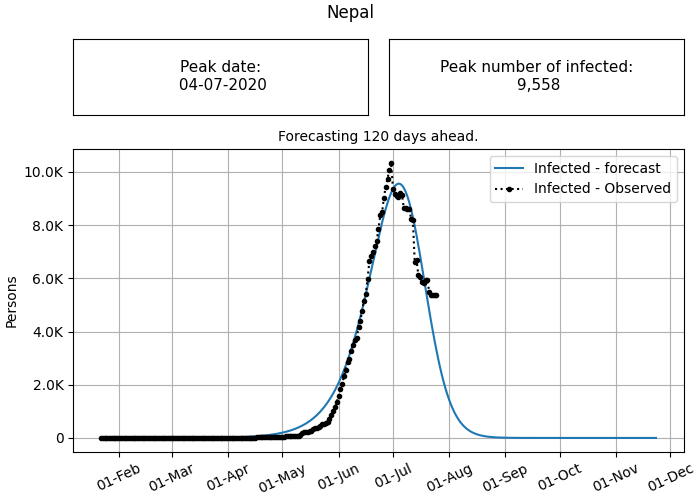 Nepal
Peak date:
04-07-2020
Peak number of infected:
9,558
Forecasting 120 days ahead.
Infected - forecast
Infected - Observed
Persons
10.0K
8.0K
6.0K
4.0K
2.0K
0
01-Feb
01-Mar
01-Apr
01-May
01-Jun
01-Jul
01-Aug
01-Sep
01-Oct
01-Nov
01-Dec